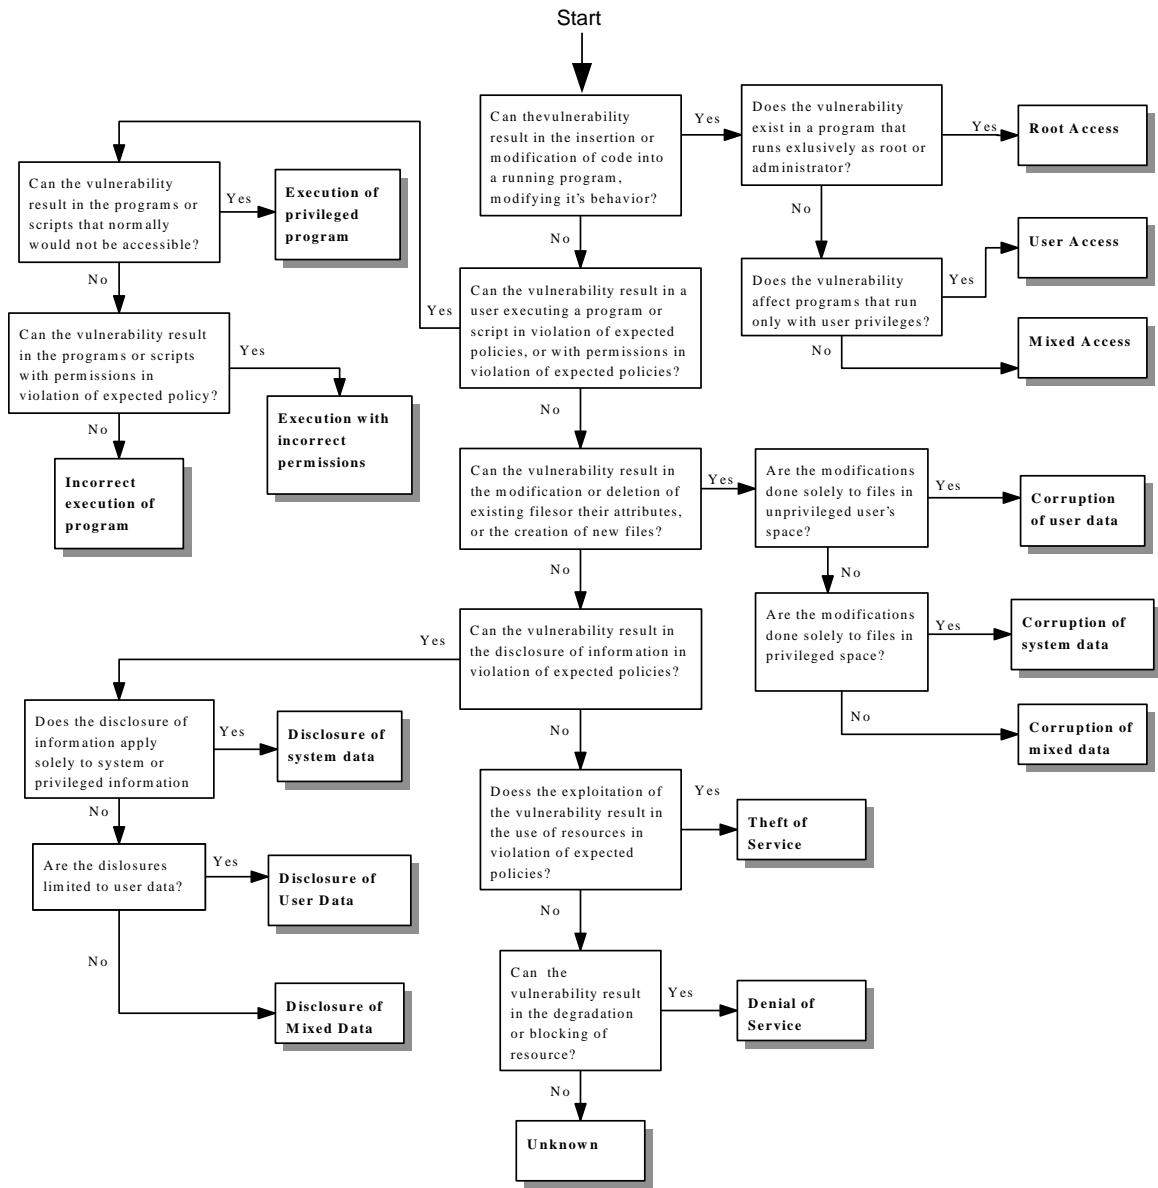 Start
Can thevulnerability
result in the insertion or
modification of code into
a running program,
modifying it's behavior?
Yes
Does the vulnerability
exist in a program that
runs exlusively as root or
administrator?
Yes
Root Access
No
User Access
Does the vulnerability
affect programs that run
only with user privileges?
Yes
No
Mixed Access
No
Can the vulnerability result in a
user executing a program or
script in violation of expected
policies, or with permissions in
violation of expected policies?
Yes
Can the vulnerability
result in the programs or
scripts that normally
would not be accessible?
Yes
Execution of
privileged
program
No
Can the vulnerability result
in the programs or scripts
with permissions in
violation of expected policy?
Yes
Execution with
incorrect
permissions
No
Incorrect
execution of
program
No
Can the vulnerability result in
the modification or deletion of
existing filesor their attributes,
or the creation of new files?
Yes
Are the modifications
done solely to files in
unprivileged user's
space?
Yes
Corruption
of user data
No
Are the modifications
done solely to files in
privileged space?
Yes
Corruption of
system data
No
Corruption of
mixed data
No
Can the vulnerability result in
the disclosure of information in
violation of expected policies?
Yes
Does the disclosure of
information apply
solely to system or
privileged information
Yes
Disclosure of
system data
No
Are the dislosures
limited to user data?
Yes
Disclosure of
User Data
No
Disclosure of
Mixed Data
No
Doess the exploitation of
the vulnerability result in
the use of resources in
violation of expected
policies?
Yes
Theft of
Service
No
Can the
vulnerability result
in the degradation
or blocking of
resource?
Yes
Denial of
Service
No
Unknown